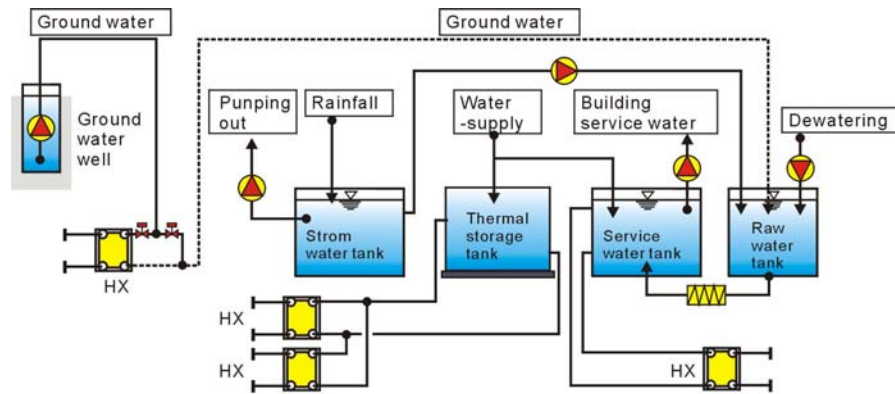 Ground water
Ground water
Ground
water
well
Punping
out
Rainfall
Water
-supply
Building
service water
Dewatering
Strom
water tank
Thermal
storage
tank
Service
water tank
Raw
water
tank
HX
HX
HX
HX